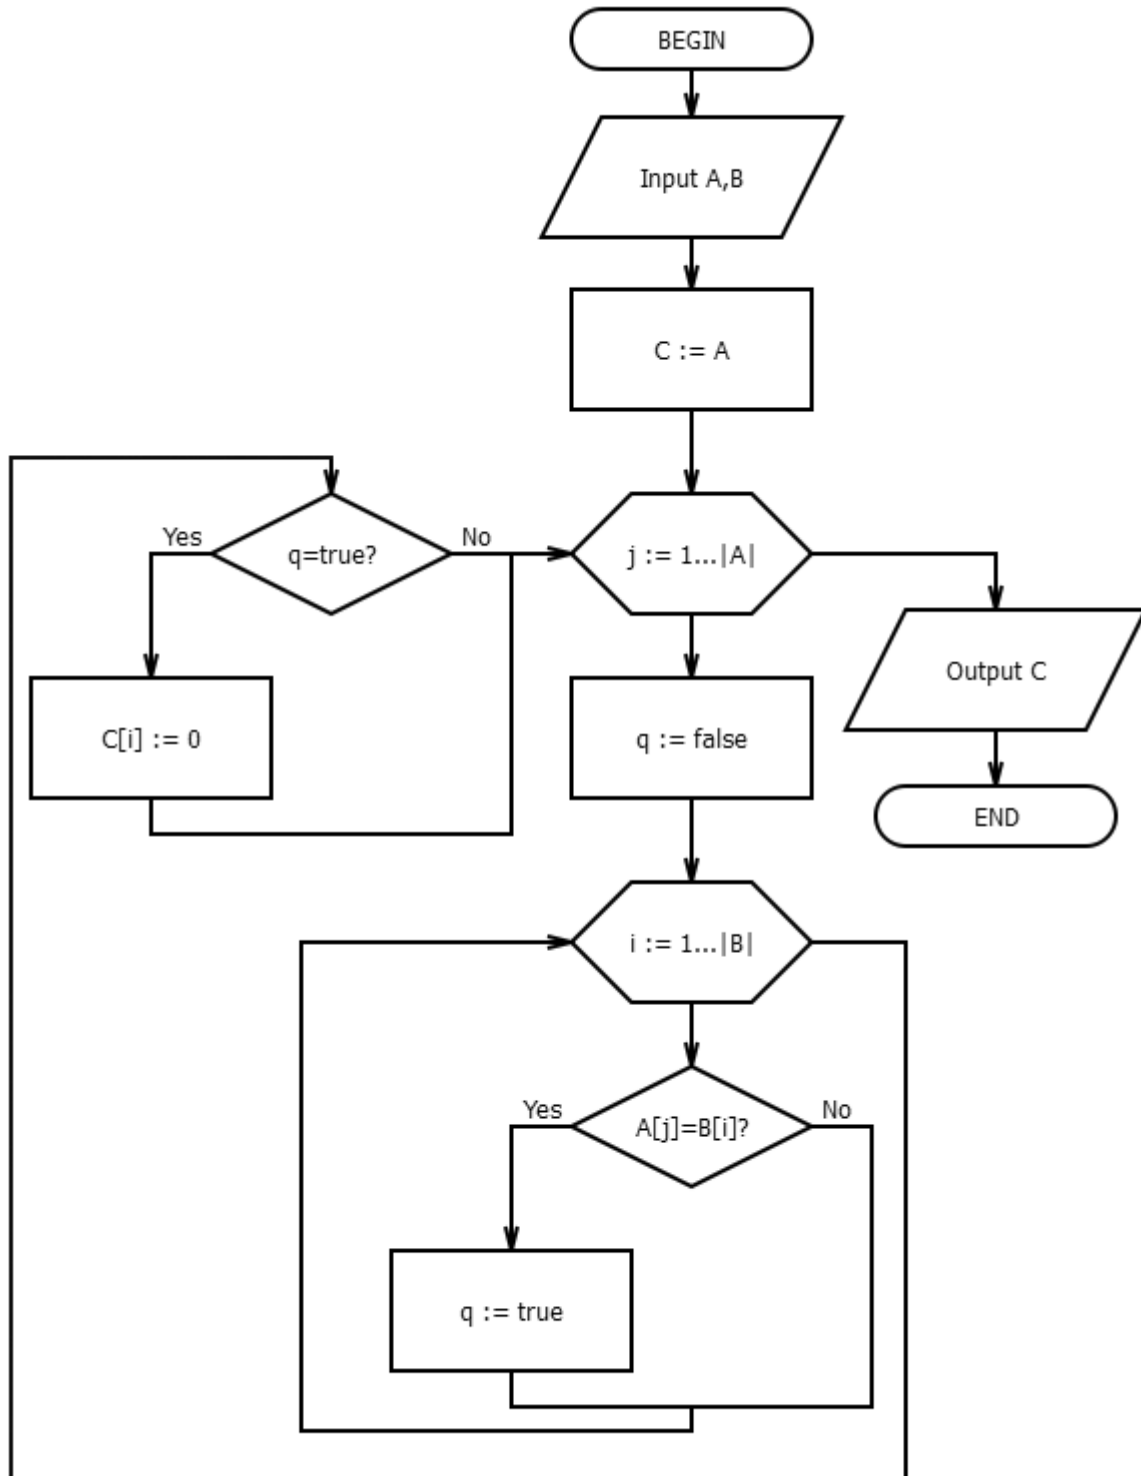 BEGIN
Input A,B
C := A
Yes
q=true?
No
j := 1...|A|
Output C
C[i] := 0
q := false
END
i := 1...|B|
Yes
A[j]=B[i]?
No
q := true